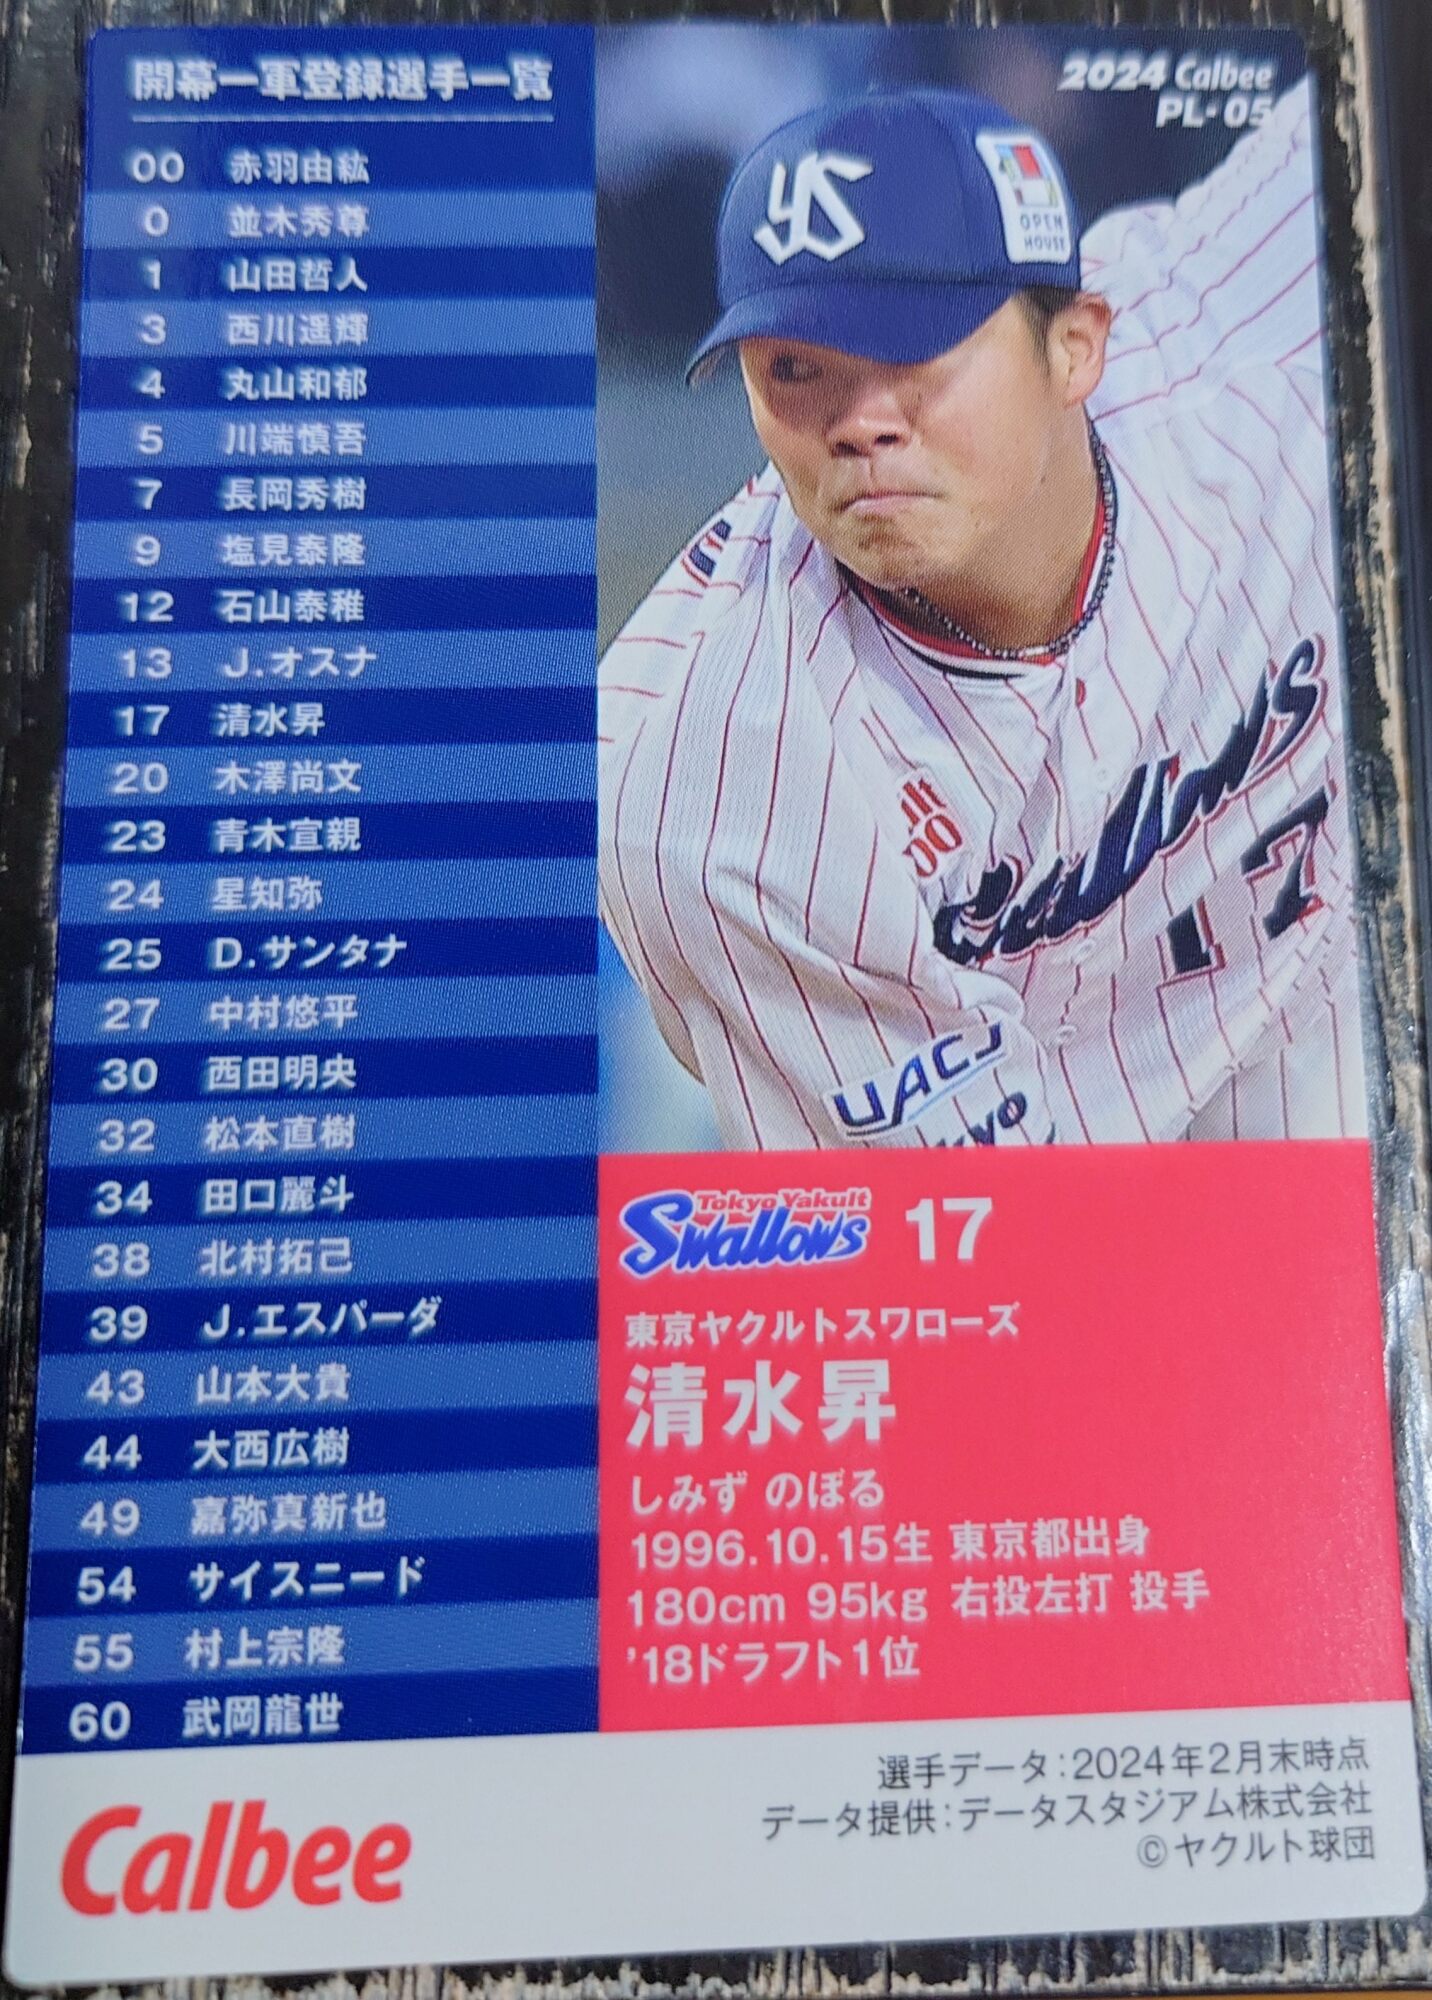 開幕一軍登録選手一覧
00 赤羽由紘
0 並木秀尊
1 山田哲人
3 西川遥輝
4 丸山和郁
5 川端慎吾
7 長岡秀樹
9 塩見泰隆
12 石山泰稚
13 J.オスナ
17 清水昇
20 木澤尚文
23 青木宣親
24 星知弥
25 D.サンタナ
27 中村悠平
30 西田明央
32 松本直樹
34 田口麗斗
38 北村拓己
39 J.エスパーダ
43 山本大貴
44 大西広樹
49 嘉弥真新也
54 サイスニード
55 村上宗隆
60 武岡龍世
Calbee
2024 Calbee
PL-05
YS
OPEN
HOUSE
Swallows
17
UACJ
Tokyo Yakult
Swallows 17
東京ヤクルトスワローズ
清水昇
しみず のぼる
1996.10.15生 東京都出身
180cm 95kg 右投左打 投手
'18ドラフト1位
選手データ:2024年2月末時点
データ提供:データスタジアム株式会社
©ヤクルト球団